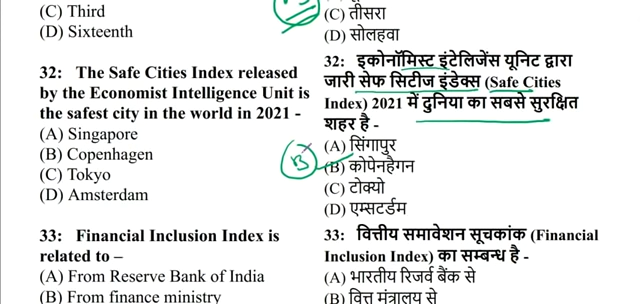 (C) Third
(D) Sixteenth
32: The Safe Cities Index released
by the Economist Intelligence Unit is
the safest city in the world in 2021 -
(A) Singapore
(B) Copenhagen
(C) Tokyo
(D) Amsterdam
33: Financial Inclusion Index is
related to –
(A) From Reserve Bank of India
(B) From finance ministry
(C) तीसरा
(D) सोलहवा
32: इकोनॉमिस्ट इंटेलिजेंस यूनिट द्वारा
जारी सेफ सिटीज इंडेक्स (Safe Cities
Index) 2021 में दुनिया का सबसे सुरक्षित
शहर है -
(A) सिंगापुर
B (B) कोपेनहैगन
(C) टोक्यो
(D) एम्सटर्डम
33: वित्तीय समावेशन सूचकांक (Financial
Inclusion Index) का सम्बन्ध है -
(A) भारतीय रिजर्व बैंक से
(B) वित्त मंत्रालय से